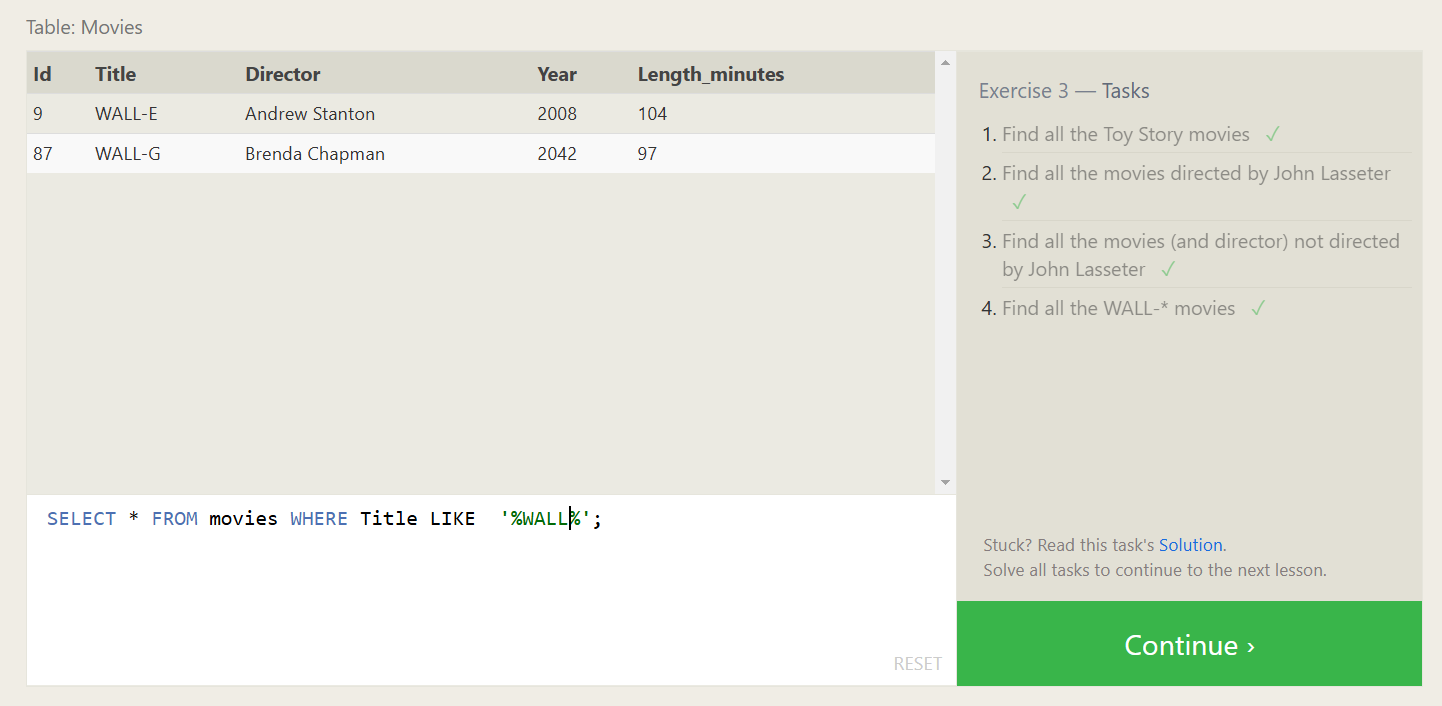 Table: Movies
Id Title Director Year Length_minutes
9 WALL-E Andrew Stanton 2008 104
87 WALL-G Brenda Chapman 2042 97
SELECT * FROM movies WHERE Title LIKE  '%WALL%';
RESET
Exercise 3 — Tasks
1. Find all the Toy Story movies ✓
2. Find all the movies directed by John Lasseter
✓
3. Find all the movies (and director) not directed
by John Lasseter ✓
4. Find all the WALL-* movies ✓
Stuck? Read this task's Solution.
Solve all tasks to continue to the next lesson.
Continue ›